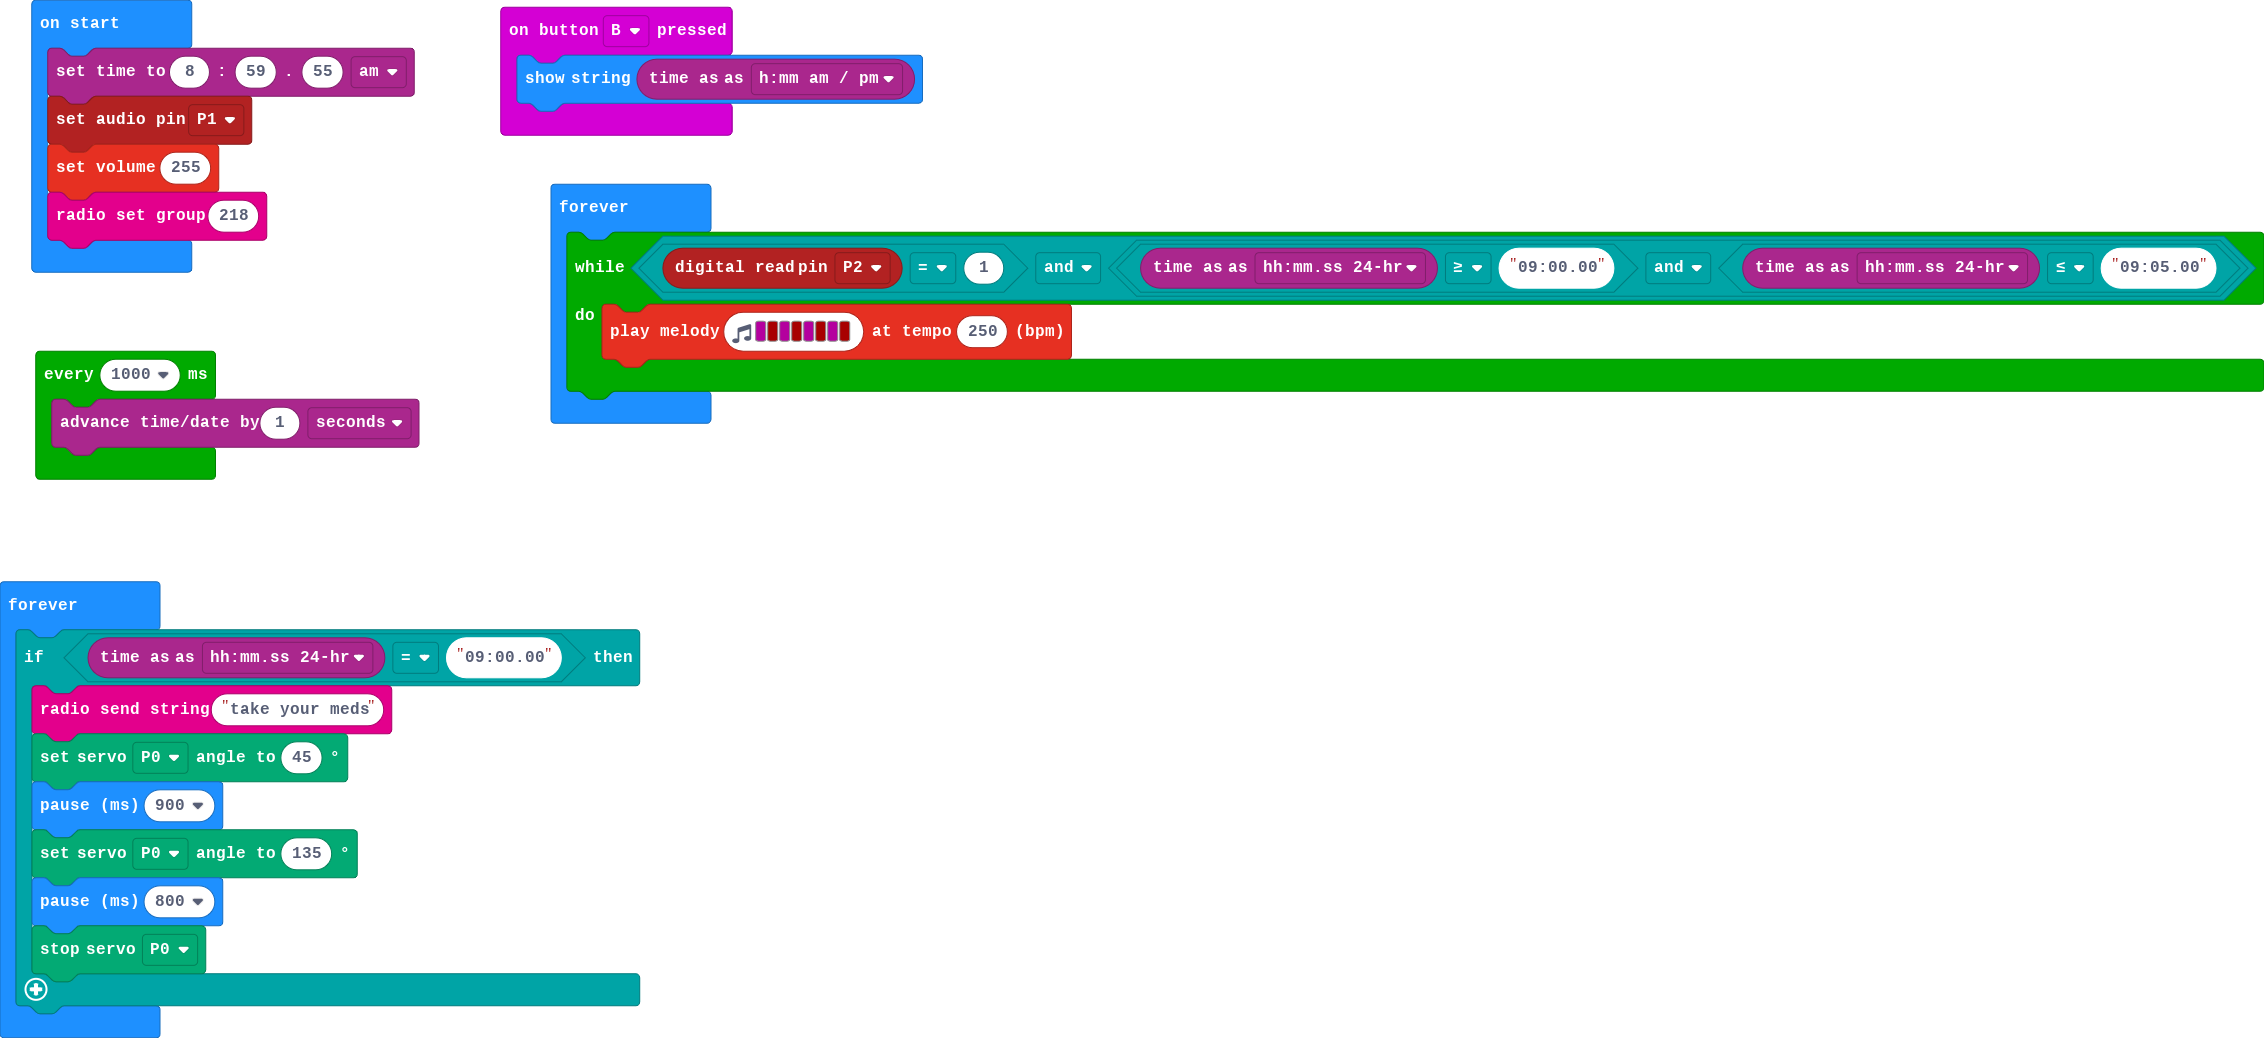 on start
set time to 8 : 59 . 55 am
set audio pin P1
set volume 255
radio set group 218
on button B pressed
show string time as as h:mm am / pm
forever
while digital read pin P2 = 1 and time as as hh:mm.ss 24-hr ≥ "09:00.00" and time as as hh:mm.ss 24-hr ≤ "09:05.00"
do play melody at tempo 250 (bpm)
every 1000 ms
advance time/date by 1 seconds
forever
if time as as hh:mm.ss 24-hr = "09:00.00" then
radio send string "take your meds"
set servo P0 angle to 45 °
pause (ms) 900
set servo P0 angle to 135 °
pause (ms) 800
stop servo P0